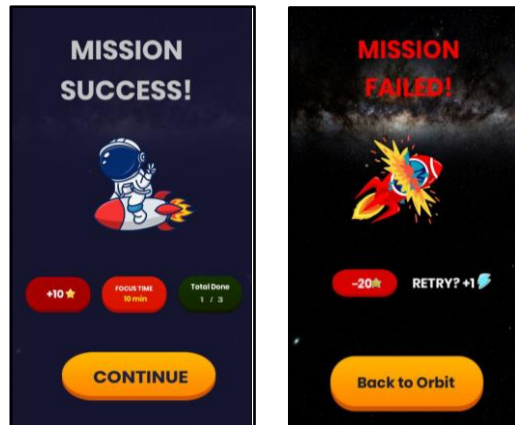 MISSION
SUCCESS!
+10
FOCUS TIME
10 min
Total Done
1 / 3
CONTINUE
MISSION
FAILED!
-20
RETRY? +1
Back to Orbit